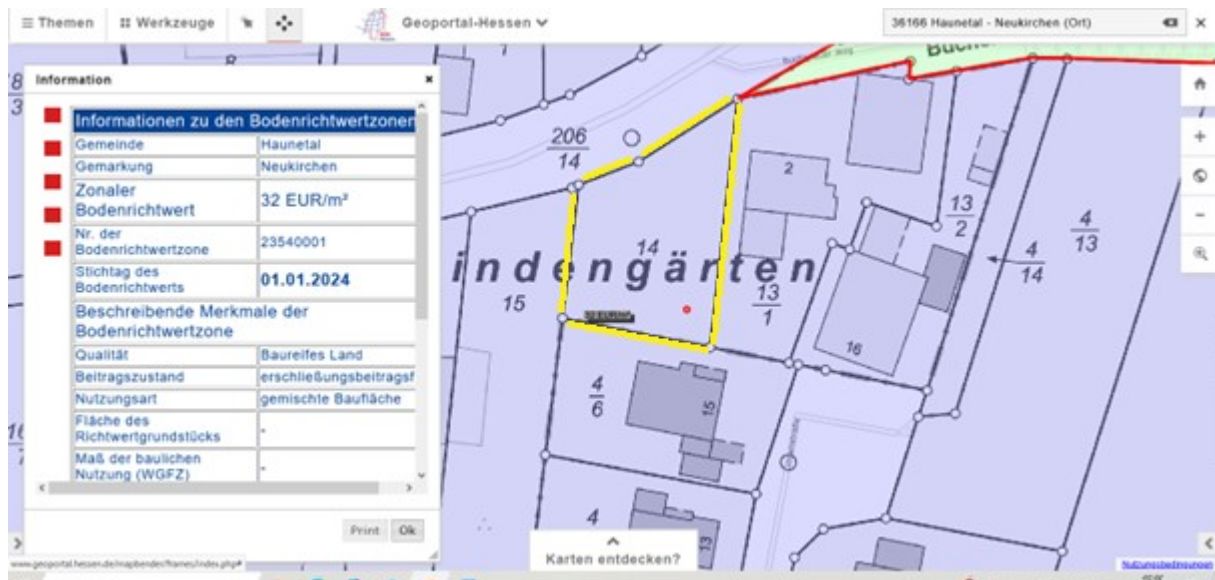 Themen
Werkzeuge
Geoportal-Hessen
36166 Haunetal - Neukirchen (Ort)
Information
Informationen zu den Bodenrichtwertzonen
Gemeinde Haunetal
Gemarkung Neukirchen
Zonaler
Bodenrichtwert
32 EUR/m²
Nr. der
Bodenrichtwertzone
23540001
Stichtag des
Bodenrichtwerts
01.01.2024
Beschreibende Merkmale der
Bodenrichtwertzone
Qualität Baureifes Land
Beitragszustand erschließungsbeitragsf
Nutzungsart gemischte Baufläche
Fläche des
Richtwertgrundstücks
-
Maß der baulichen
Nutzung (WGFZ)
-
Print Ok
www.geoportal.hessen.de/mapbender/frames/index.php#
206
14
2
13
2
4
13
4
14
14
indengärten
15
13
1
16
4
6
15
4
13
Karten entdecken?
Nutzungsbedingungen